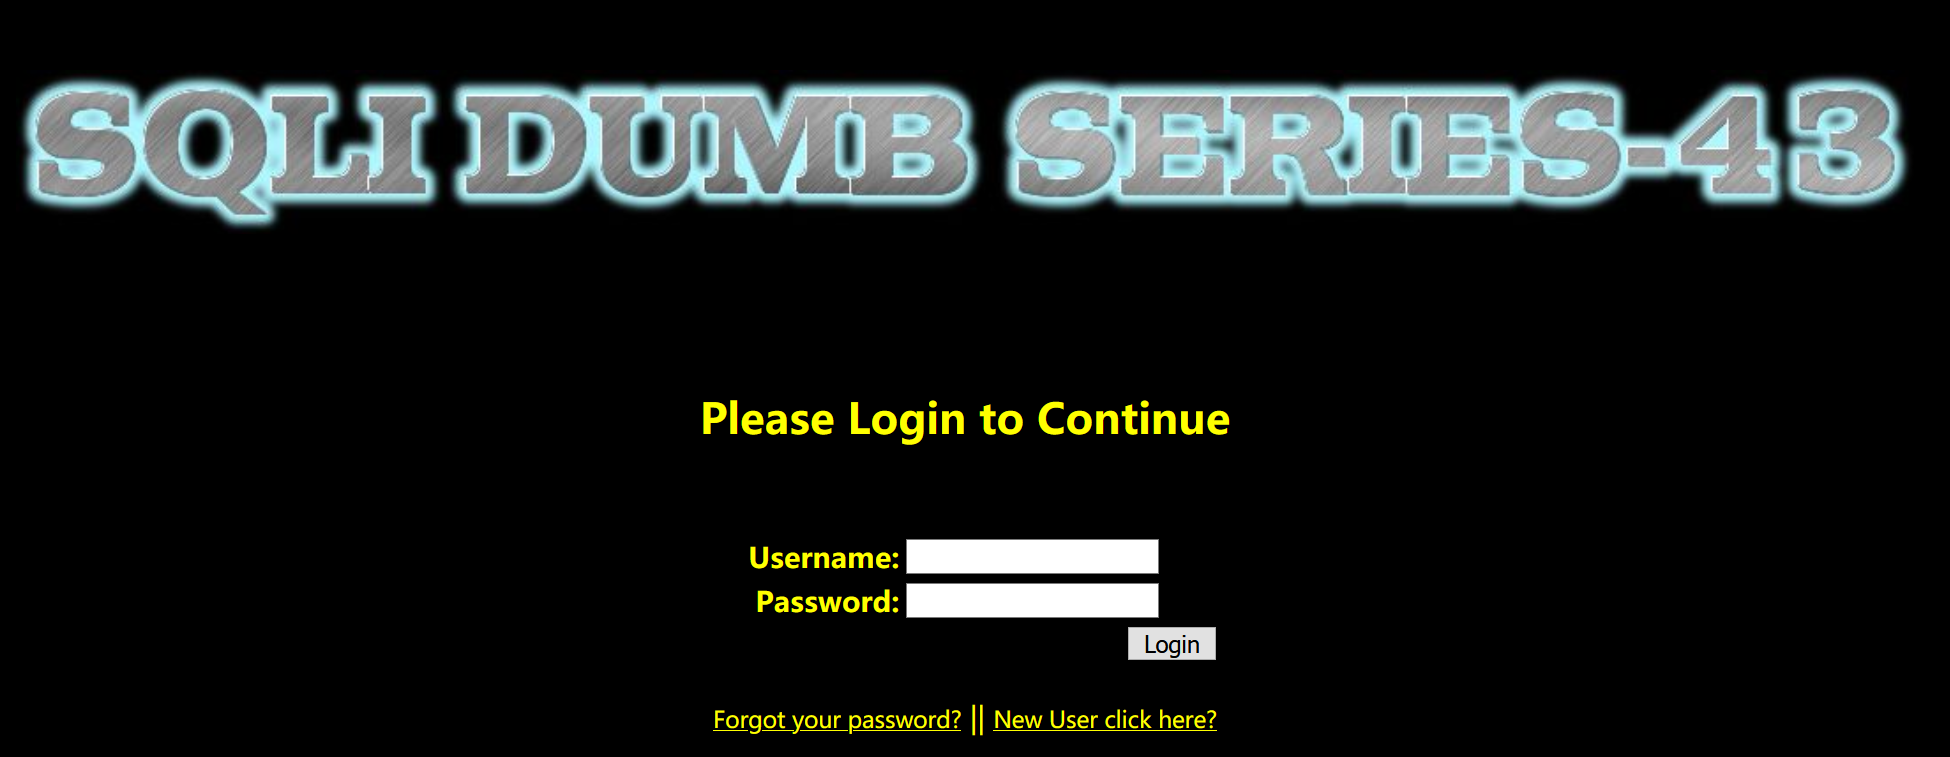 SQLI DUMB SERIES-43
Please Login to Continue
Username:
Password:
Login
Forgot your password? || New User click here?